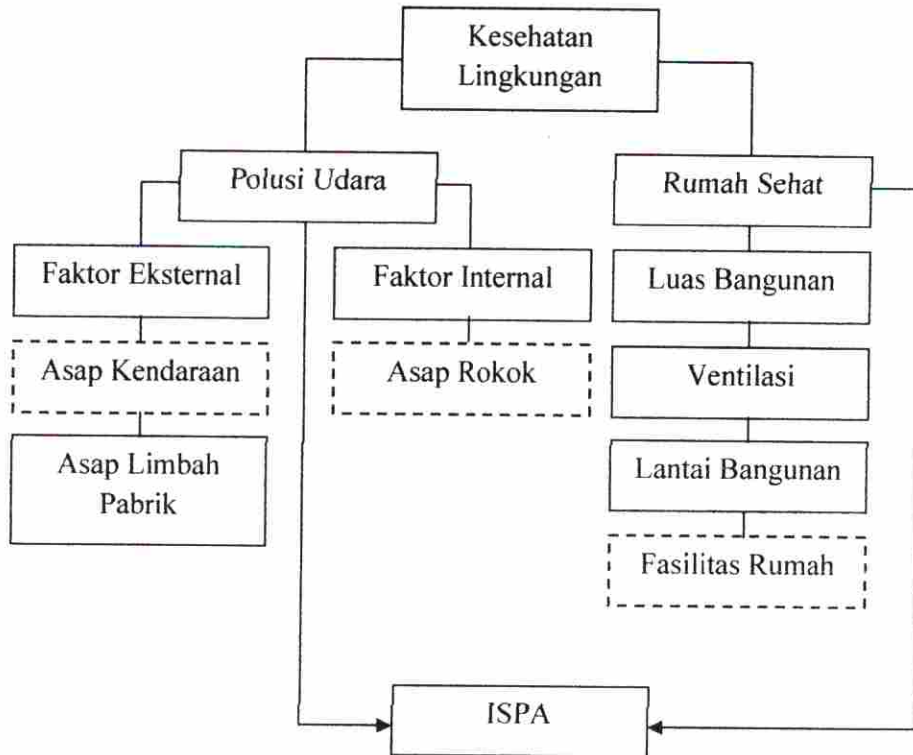 Kesehatan
Lingkungan
Polusi Udara
Rumah Sehat
Faktor Eksternal
Faktor Internal
Luas Bangunan
Asap Kendaraan
Asap Rokok
Ventilasi
Asap Limbah
Pabrik
Lantai Bangunan
Fasilitas Rumah
ISPA